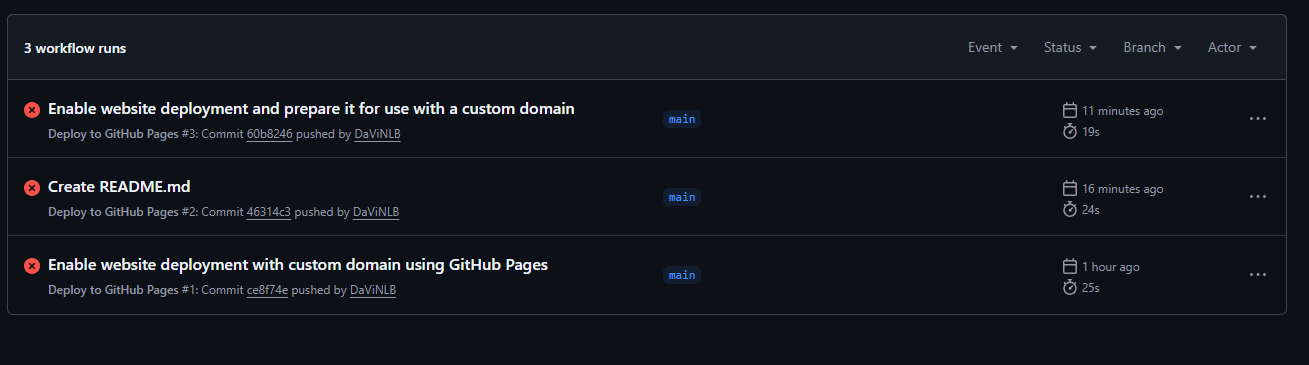 3 workflow runs
Event Status Branch Actor
Enable website deployment and prepare it for use with a custom domain
Deploy to GitHub Pages #3: Commit 60b8246 pushed by DaViNLB
main
11 minutes ago
19s
Create README.md
Deploy to GitHub Pages #2: Commit 46314c3 pushed by DaViNLB
main
16 minutes ago
24s
Enable website deployment with custom domain using GitHub Pages
Deploy to GitHub Pages #1: Commit ce8f74e pushed by DaViNLB
main
1 hour ago
25s